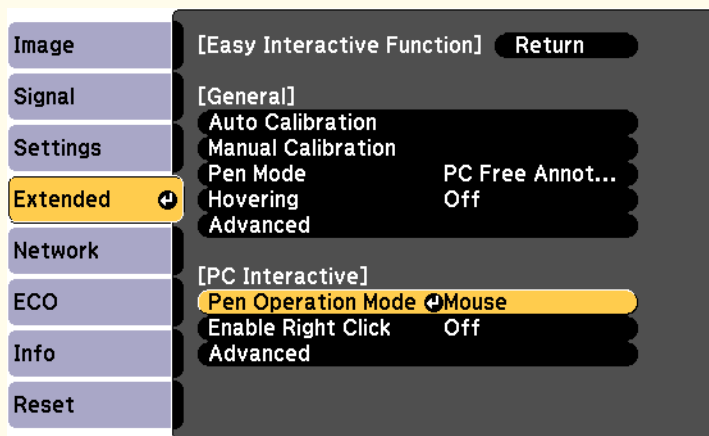 Image
Signal
Settings
Extended
Network
ECO
Info
Reset
[Easy Interactive Function] Return
[General]
Auto Calibration
Manual Calibration
Pen Mode PC Free Annot...
Hovering Off
Advanced
[PC Interactive]
Pen Operation Mode Mouse
Enable Right Click Off
Advanced